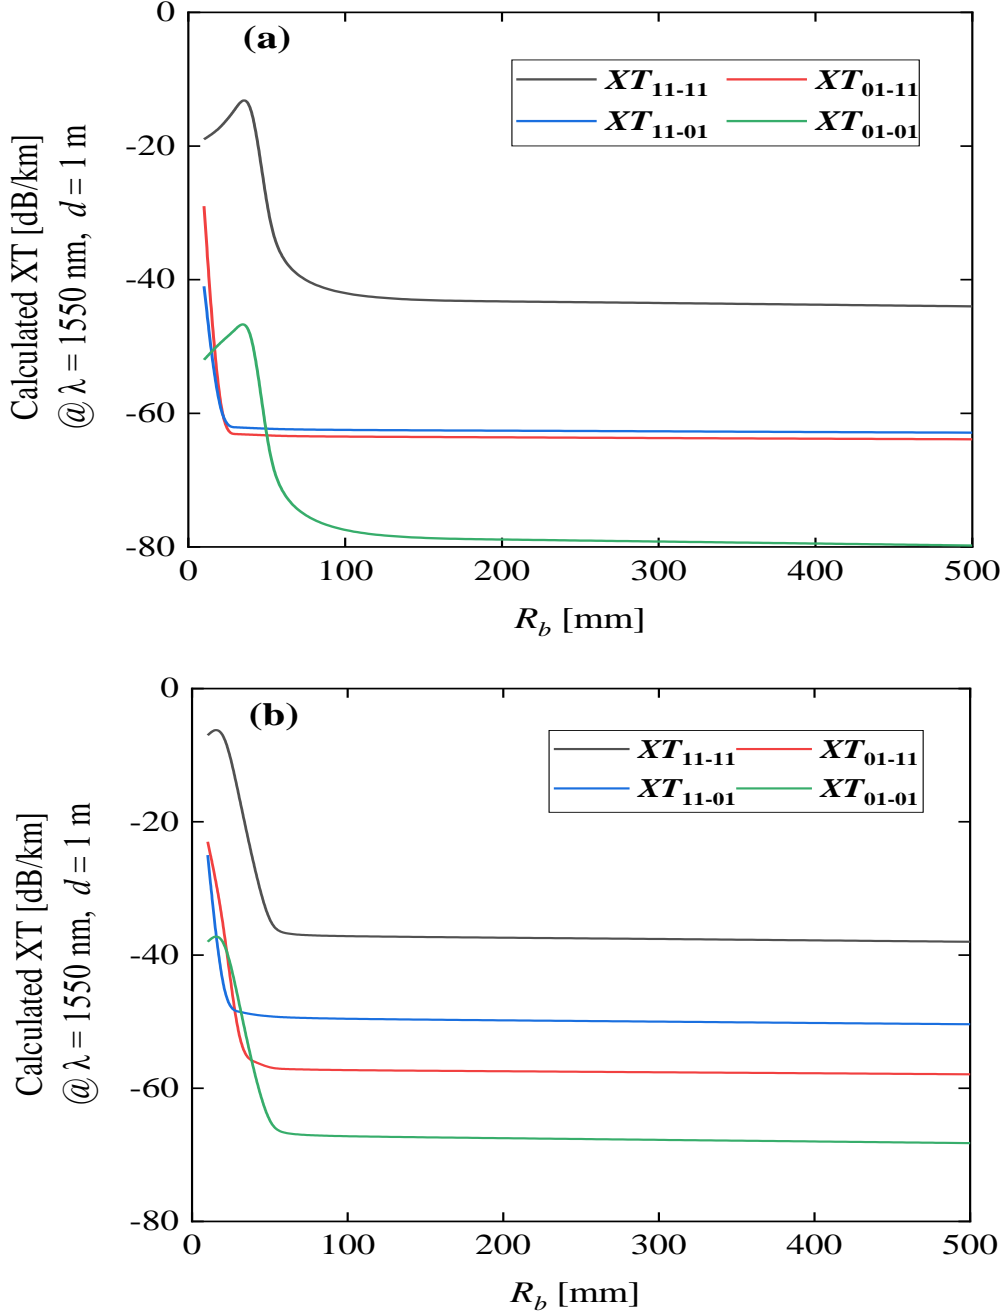 (a)
XT11-11 XT01-11
XT11-01 XT01-01
Calculated XT [dB/km]
@ λ = 1550 nm, d = 1 m
0
-20
-40
-60
-80
0 100 200 300 400 500
Rb [mm]
(b)
XT11-11 XT01-11
XT11-01 XT01-01
Calculated XT [dB/km]
@ λ = 1550 nm, d = 1 m
0
-20
-40
-60
-80
0 100 200 300 400 500
Rb [mm]